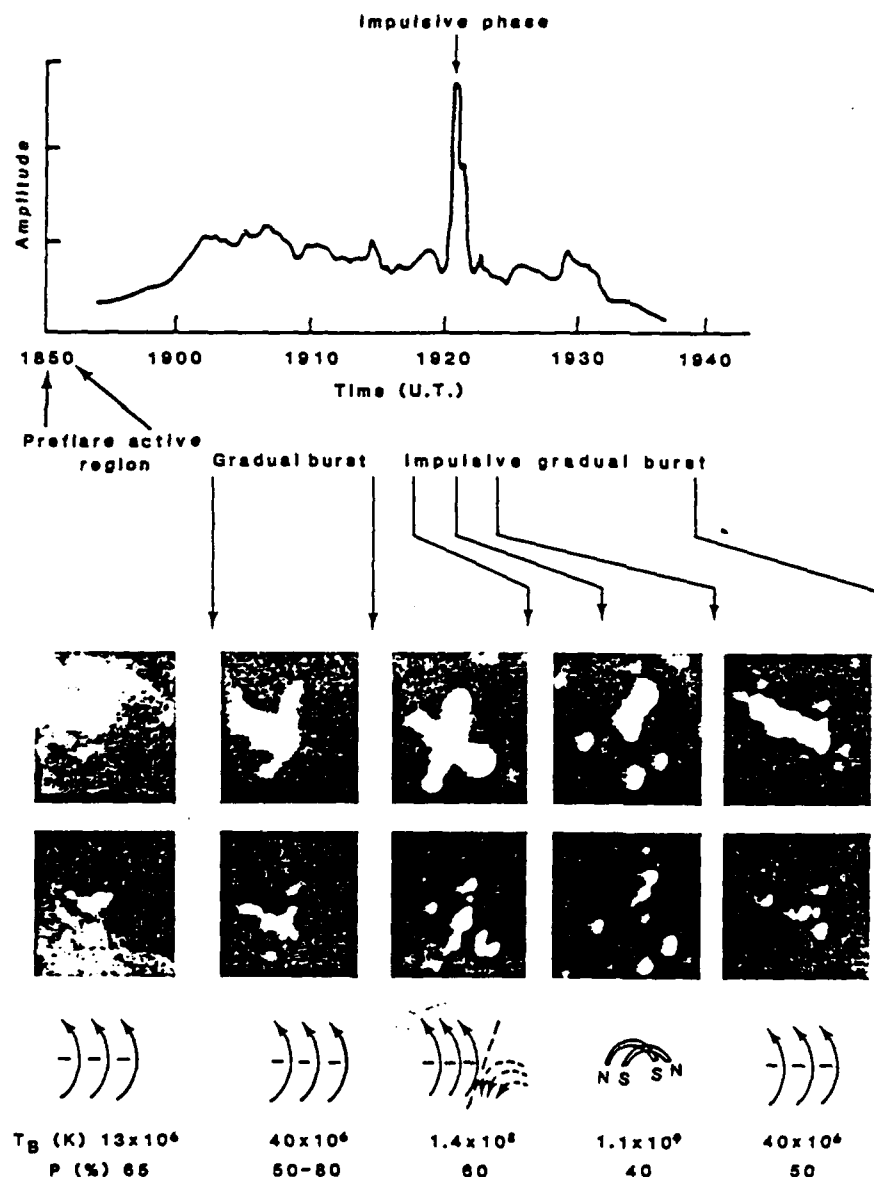 Impulsive phase
Amplitude
1850 1900 1910 1920 1930 1940
Time (U.T.)
Preflare active
region
Gradual burst
Impulsive gradual burst
N S S N
T_B (K) 13x10⁶ 40x10⁶ 1.4x10⁸ 1.1x10⁹ 40x10⁶
P (%) 65 50-80 60 40 50